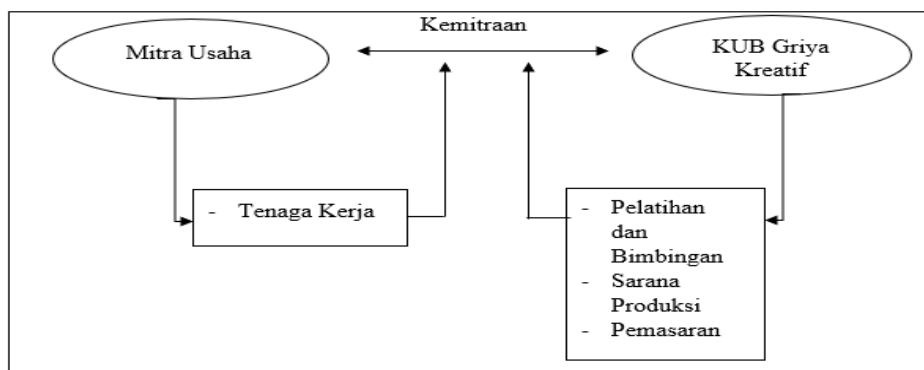 Kemitraan
Mitra Usaha
KUB Griya
Kreatif
- Tenaga Kerja
- Pelatihan
dan
Bimbingan
- Sarana
Produksi
- Pemasaran